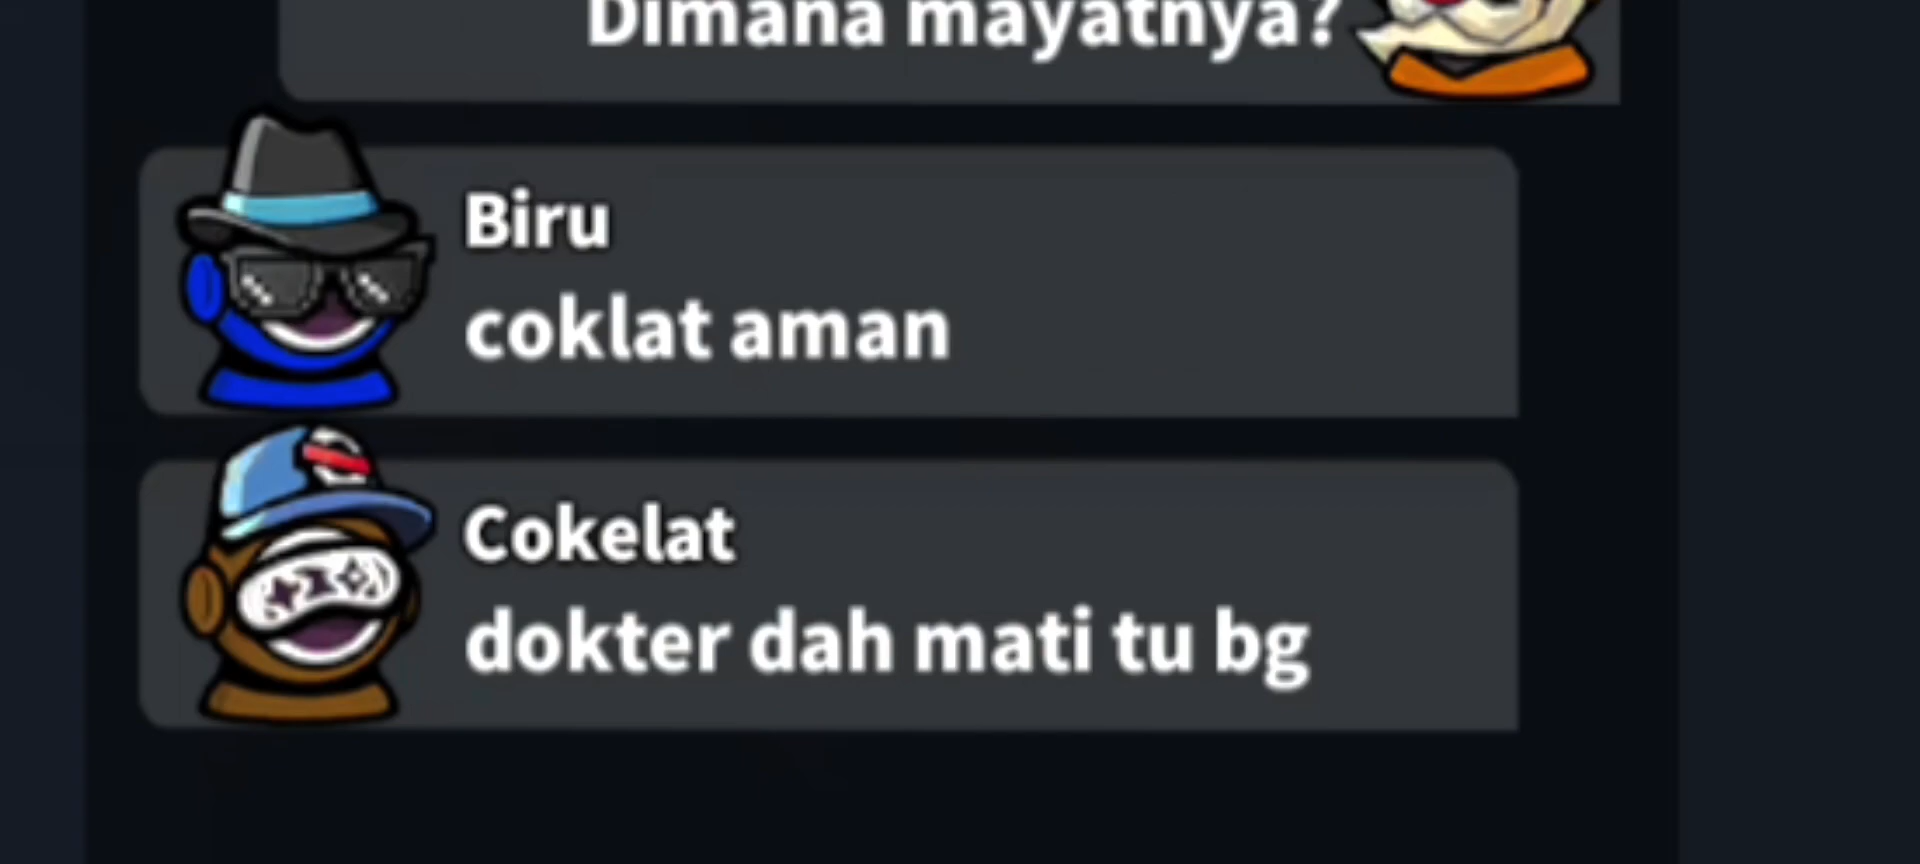 Dimana mayatnya?
Biru
coklat aman
Cokelat
dokter dah mati tu bg